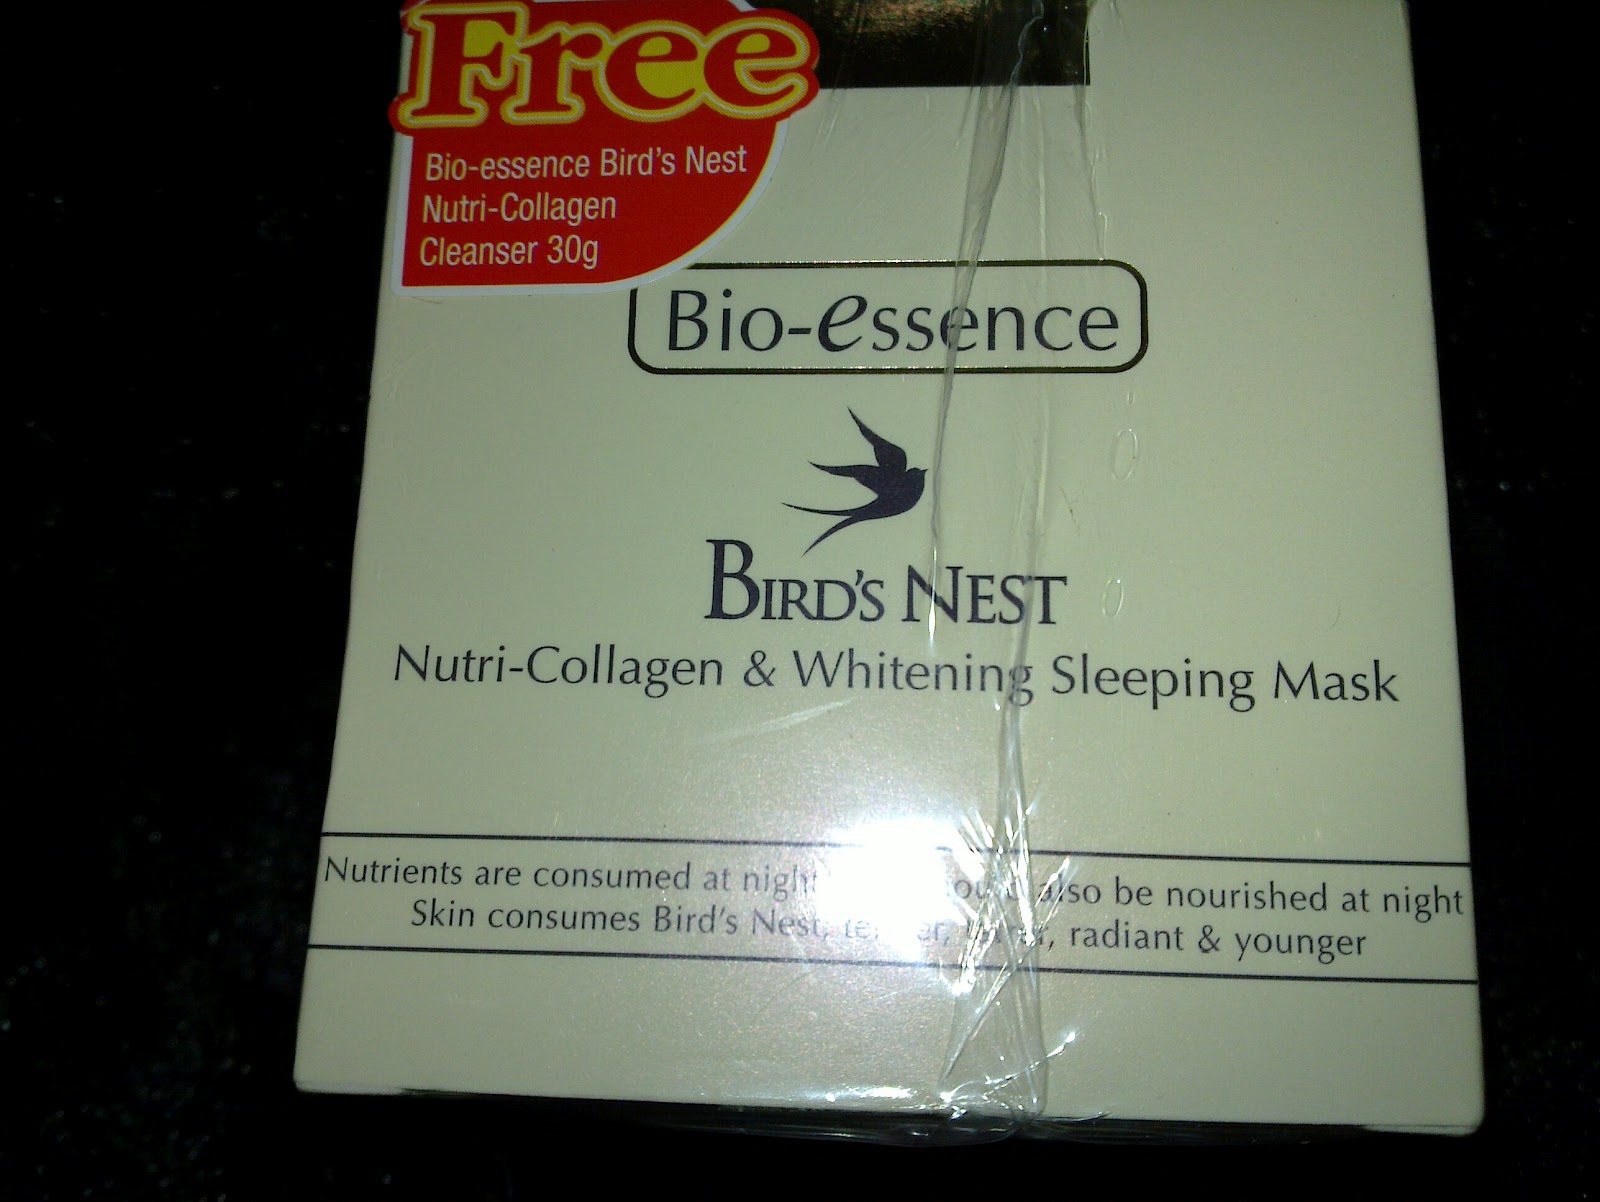 Free
Bio-essence Bird's Nest
Nutri-Collagen
Cleanser 30g
Bio-essence
BIRD'S NEST
Nutri-Collagen & Whitening Sleeping Mask
Nutrients are consumed at night also be nourished at night
Skin consumes Bird's Nest, radiant & younger